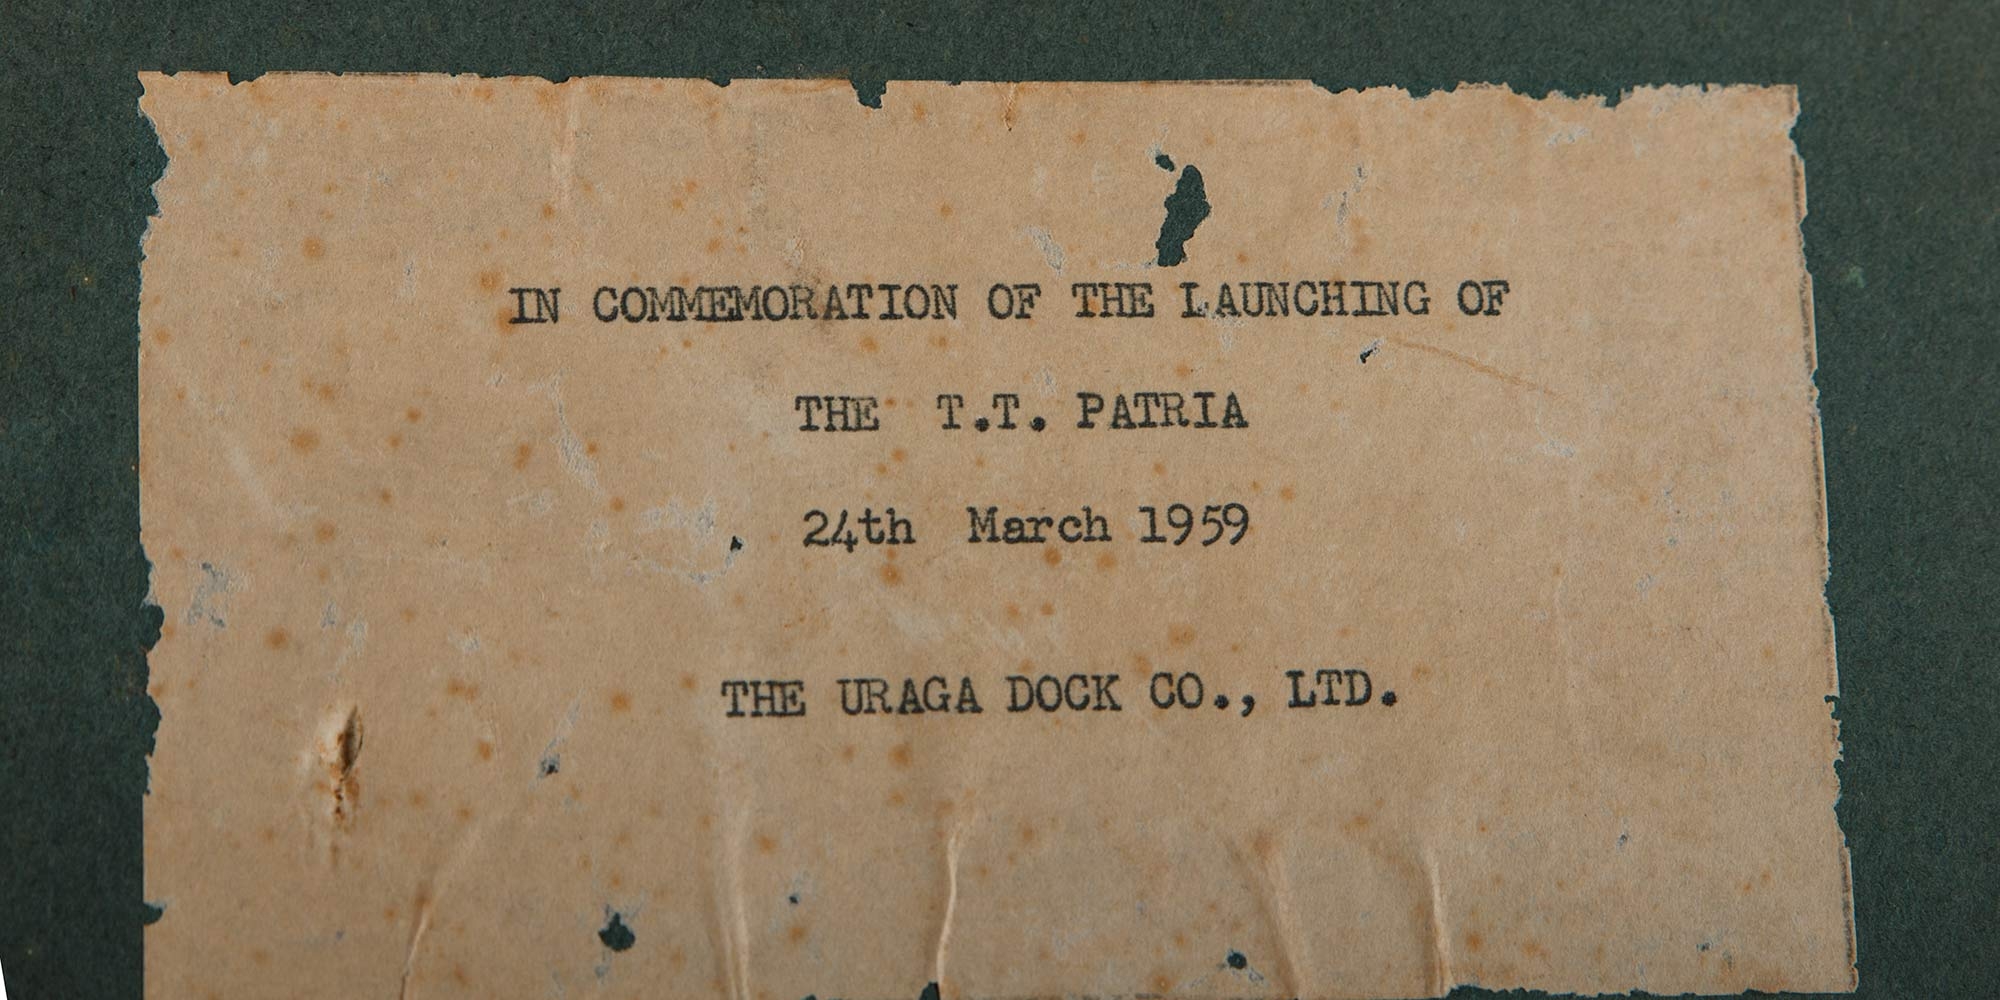 IN COMMEMORATION OF THE LAUNCHING OF
THE T.T. PATRIA
24th March 1959
THE URAGA DOCK CO., LTD.